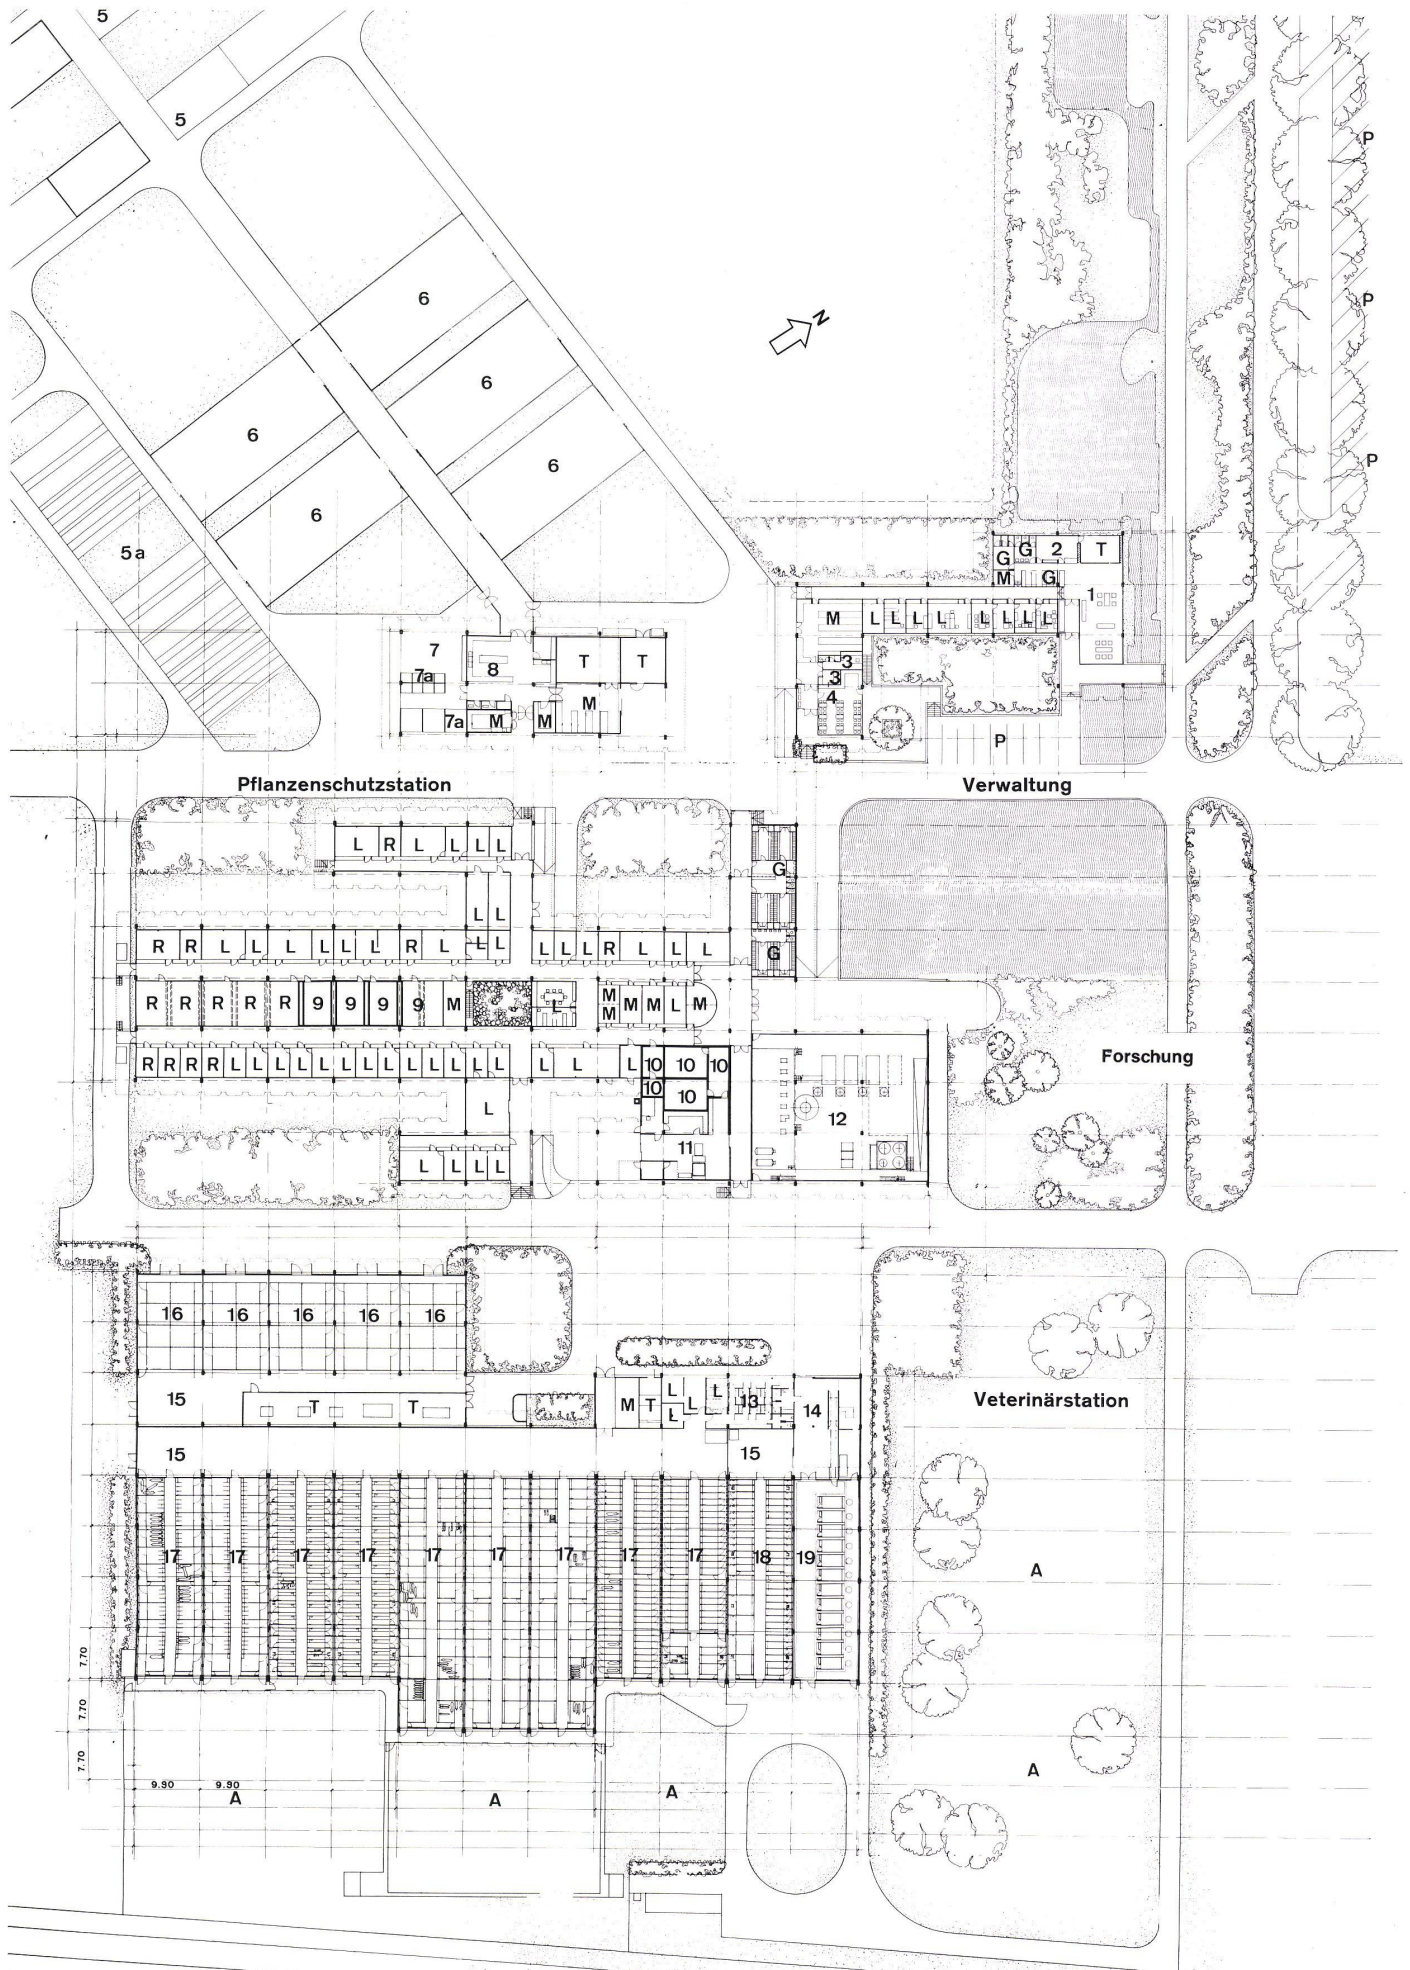 5
5
P
6
N
P
6
6
6
P
6
5a
G
G
2
T
M
G
1
M
L
L
L
L
L
L
L
L
7
8
T
T
3
7a
3
4
M
7a
M
M
P
Pflanzenschutzstation
Verwaltung
L R L L L L
G
L L
R R L L L L L L R L L L
L L L R L L L
G
R R R R R 9 9 9 9 M
L
M M M M L M
Forschung
R R R R L L L L L L L L L L L L L
L L L 10 10 10
10 10
L
12
11
L L L L
16 16 16 16 16
15
T
T
M T L L L L
13
14
Veterinärstation
15
15
17 17 17 17 17 17 17 17 17 18 19
A
7.70
7.70
7.70
9.90 9.90
A
A
A
A